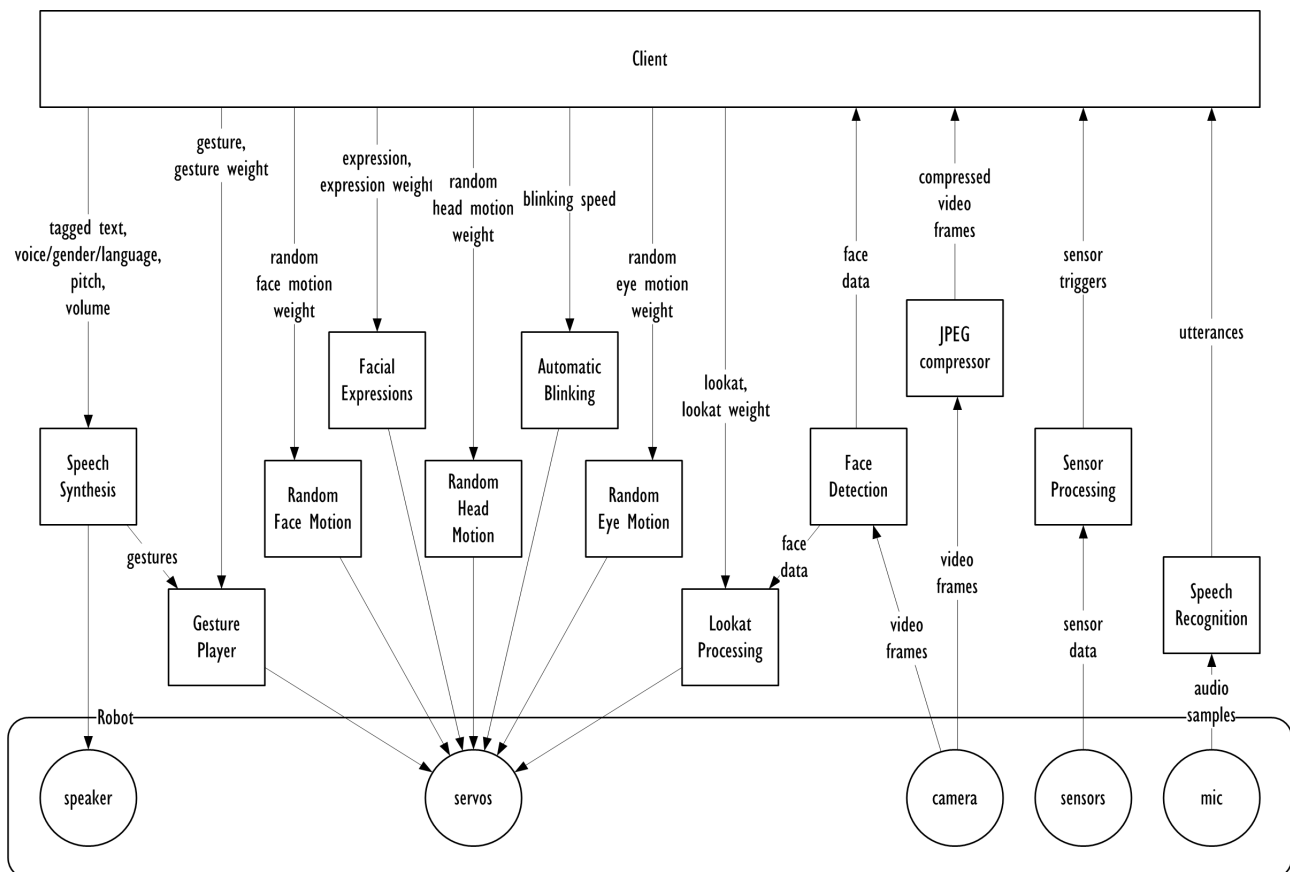 Client
gesture,
gesture weight
expression,
expression weight
random
head motion
weight
blinking speed
compressed
video
frames
tagged text,
voice/gender/language,
pitch,
volume
random
face motion
weight
random
eye motion
weight
face
data
sensor
triggers
utterances
Facial
Expressions
Automatic
Blinking
JPEG
compressor
lookat,
lookat weight
Speech
Synthesis
Random
Face Motion
Random
Head
Motion
Random
Eye Motion
Face
Detection
Sensor
Processing
gestures
face
data
video
frames
Gesture
Player
Lookat
Processing
Speech
Recognition
video
frames
sensor
data
audio
samples
Robot
speaker
servos
camera
sensors
mic